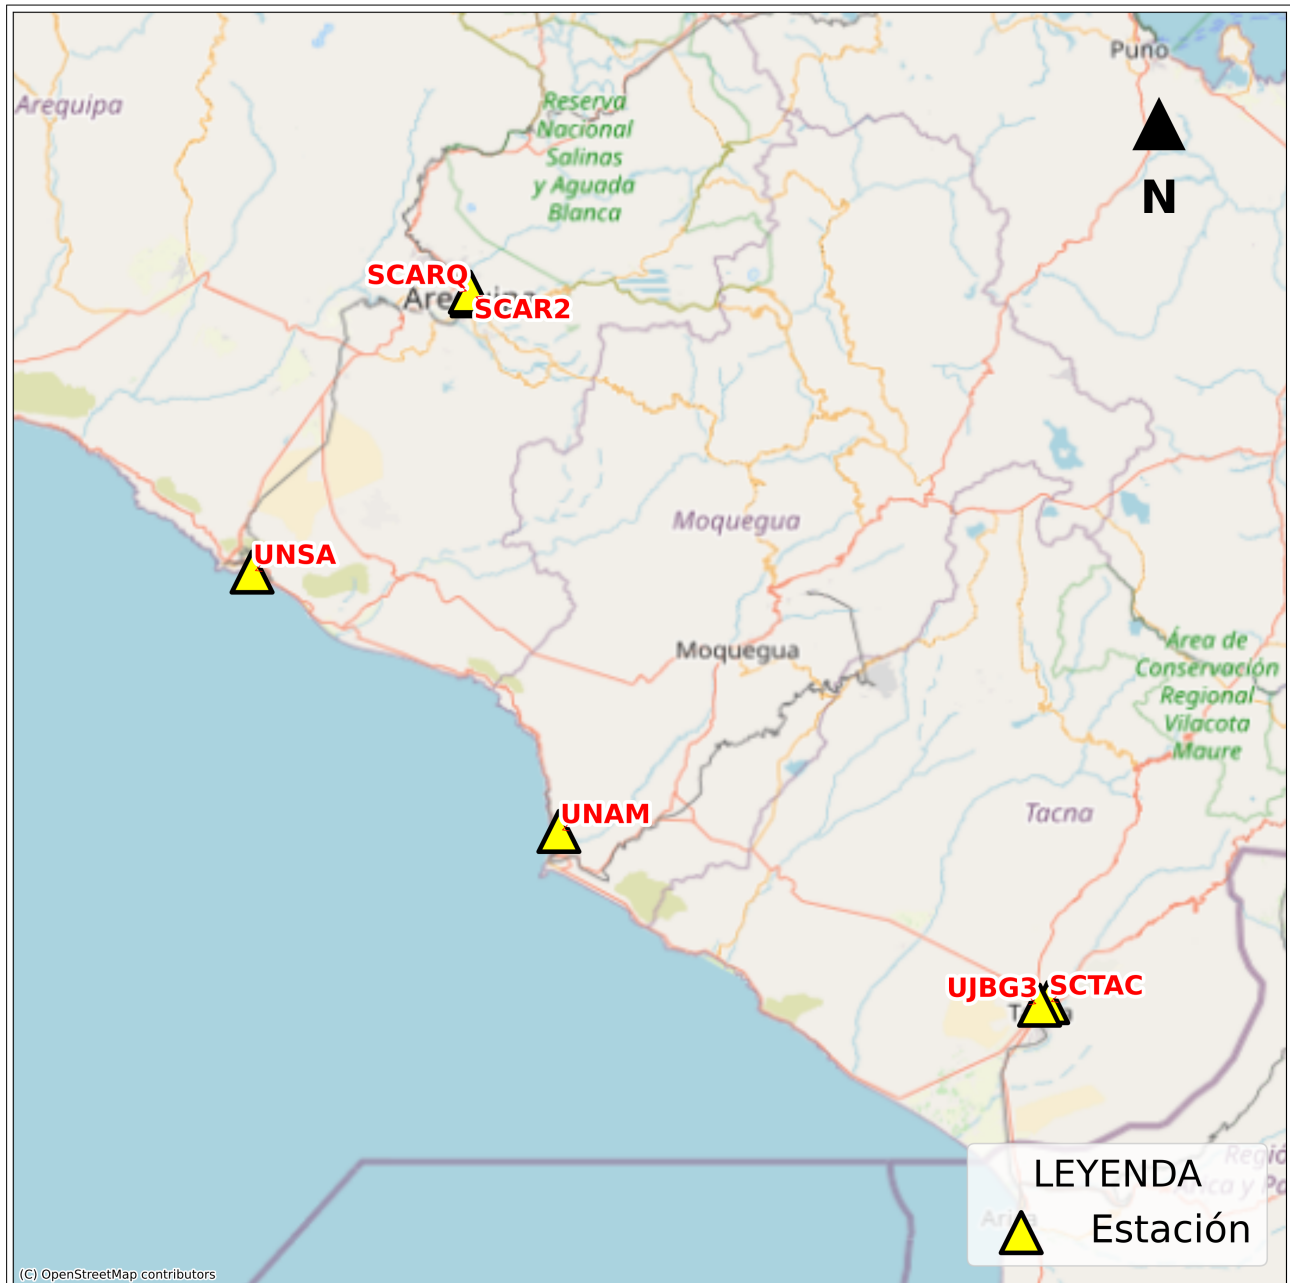 Puno
Arequipa
Reserva
Nacional
Salinas
y Aguada
Blanca
N
SCARQ
SCAR2
Moquegua
UNSA
Moquegua
Área de
Conservación
Regional
Vilacota
Maure
UNAM
Tacna
UJBG3
SCTAC
LEYENDA
Estación
(C) OpenStreetMap contributors